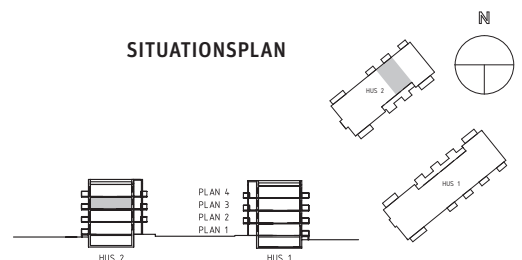 N
SITUATIONSPLAN
HUS 2
HUS 1
PLAN 4
PLAN 3
PLAN 2
PLAN 1
HUS 2
HUS 1